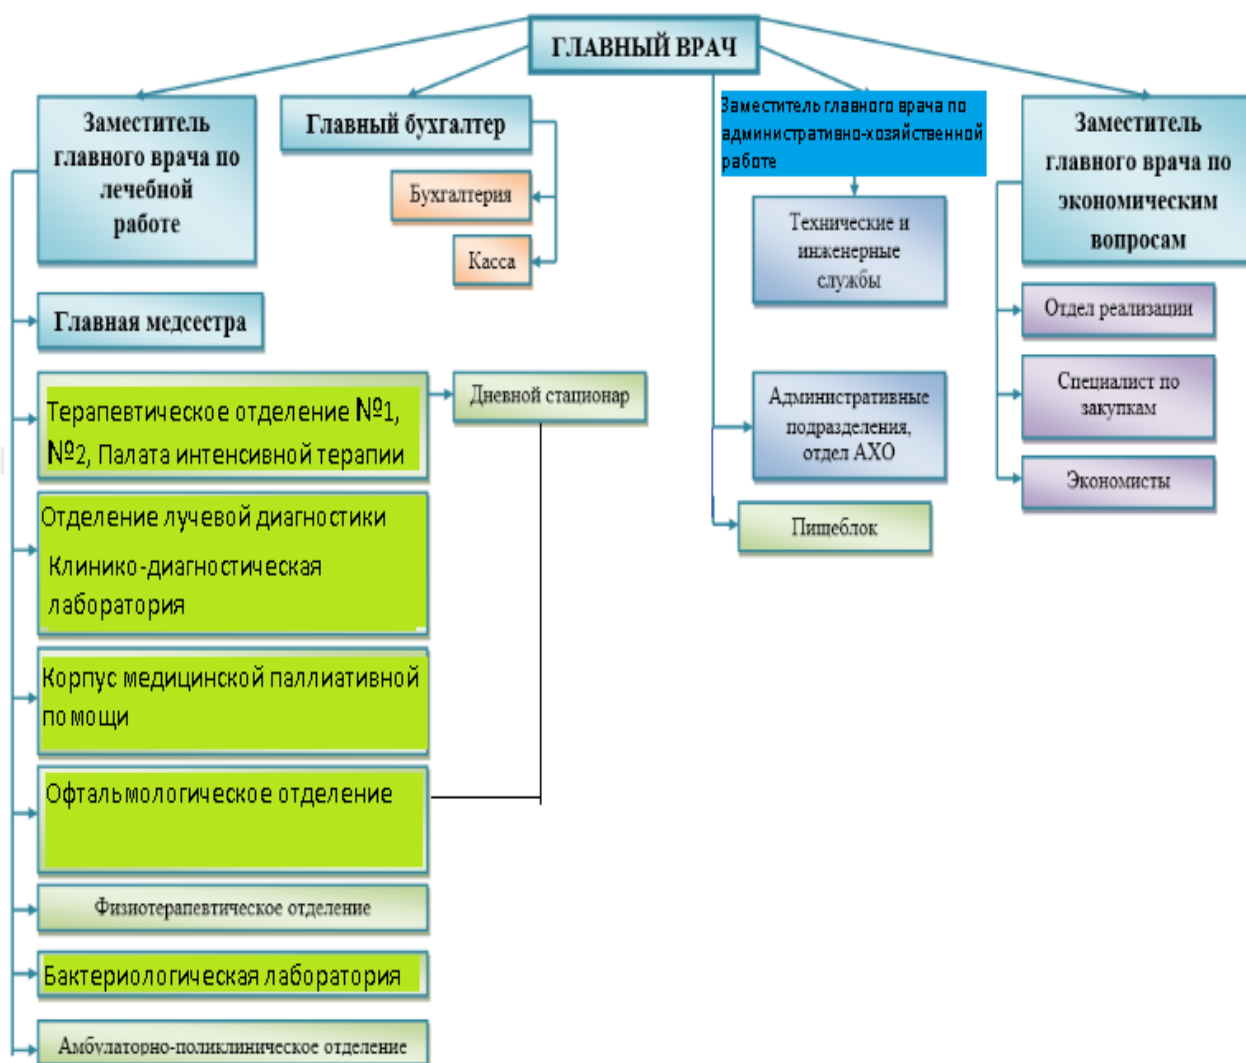 ГЛАВНЫЙ ВРАЧ
Заместитель
главного врача по
лечебной
работе
Главный бухгалтер
Бухгалтерия
Касса
Заместитель главного врача по
административно-хозяйственной
работе
Технические и
инженерные
службы
Заместитель
главного врача по
экономическим
вопросам
Отдел реализации
Специалист по
закупкам
Экономисты
Административные
подразделения,
отдел АХО
Пищеблок
Главная медсестра
Терапевтическое отделение №1,
№2, Палата интенсивной терапии
Дневной стационар
Отделение лучевой диагностики
Клинико-диагностическая
лаборатория
Корпус медицинской паллиативной
помощи
Офтальмологическое отделение
Физиотерапевтическое отделение
Бактериологическая лаборатория
Амбулаторно-поликлиническое отделение